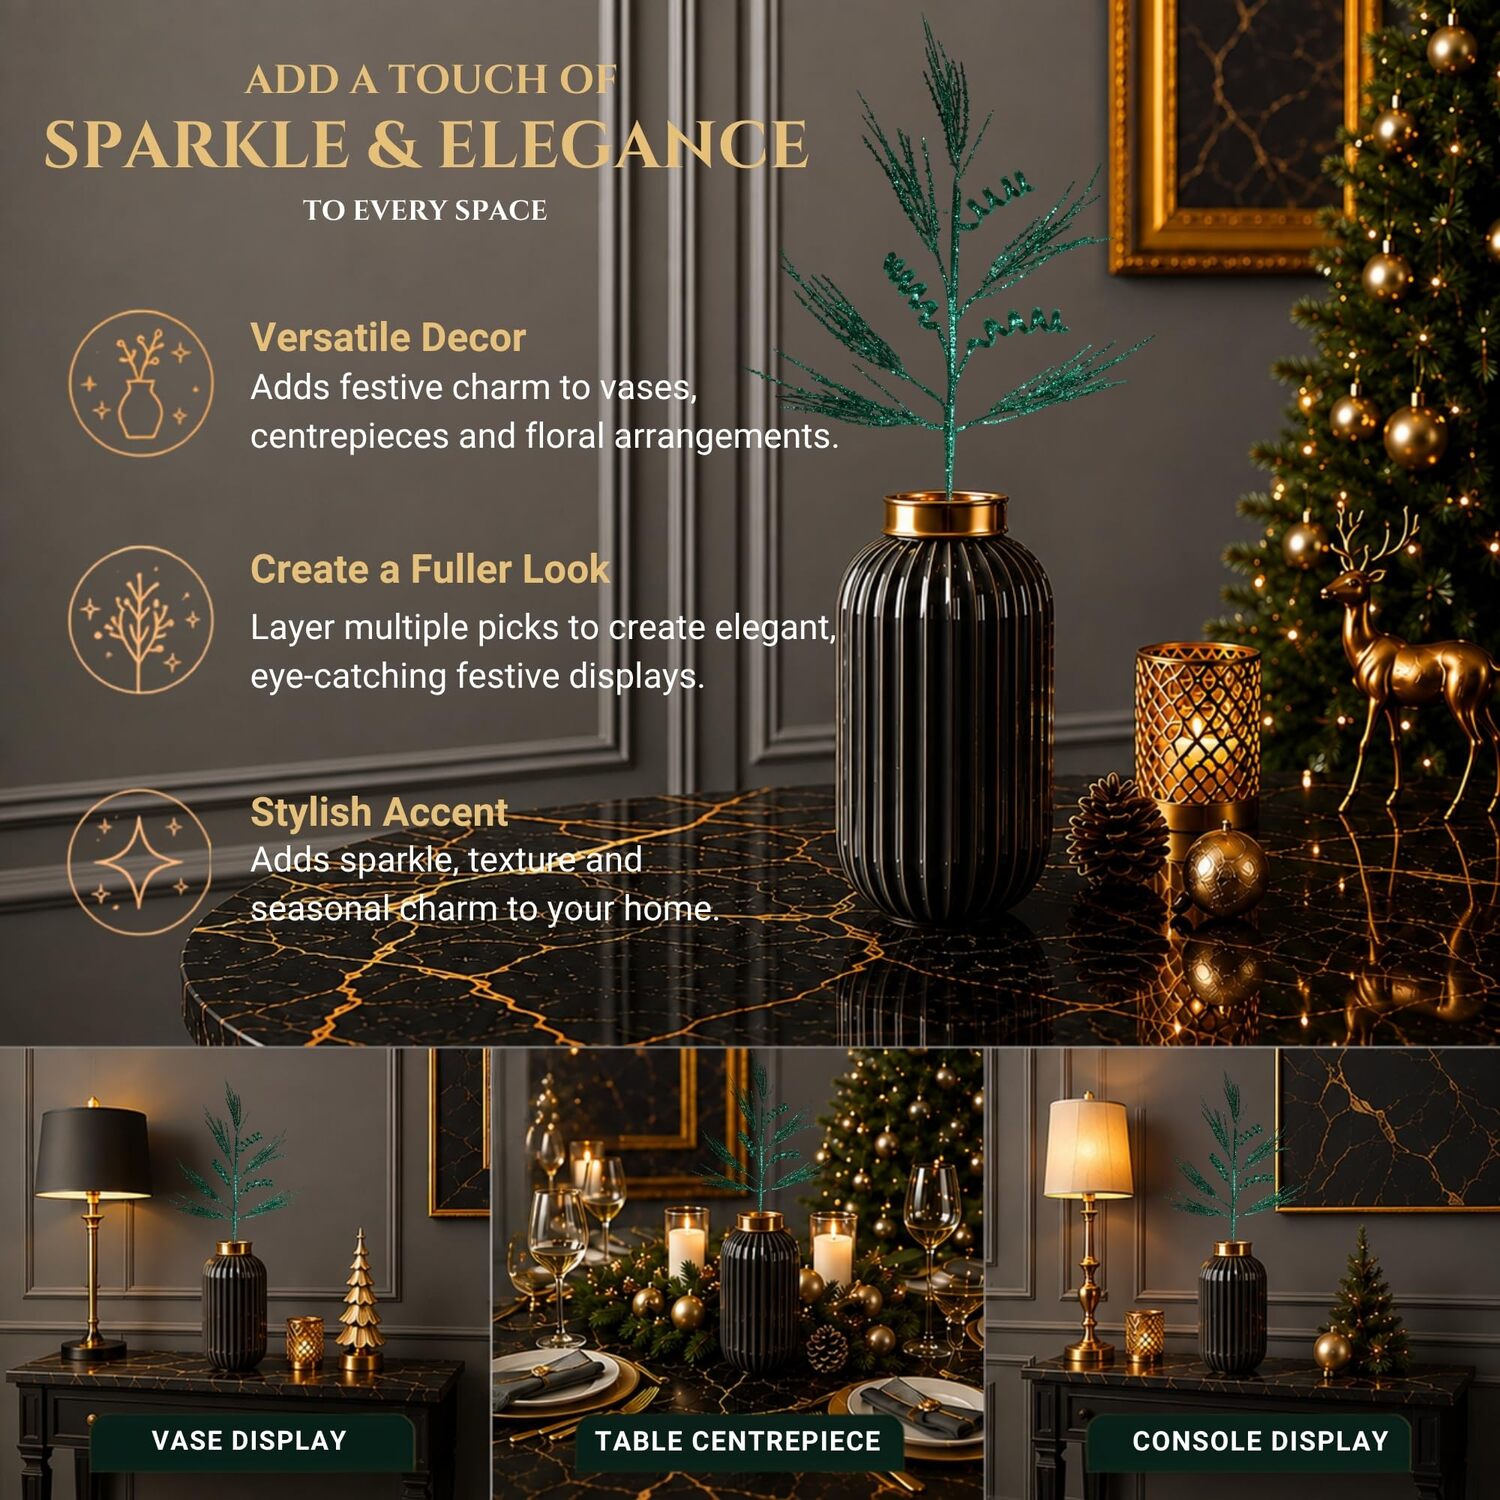 ADD A TOUCH OF
SPARKLE & ELEGANCE
TO EVERY SPACE
Versatile Decor
Adds festive charm to vases,
centrepieces and floral arrangements.
Create a Fuller Look
Layer multiple picks to create elegant,
eye-catching festive displays.
Stylish Accent
Adds sparkle, texture and
seasonal charm to your home.
VASE DISPLAY
TABLE CENTREPIECE
CONSOLE DISPLAY